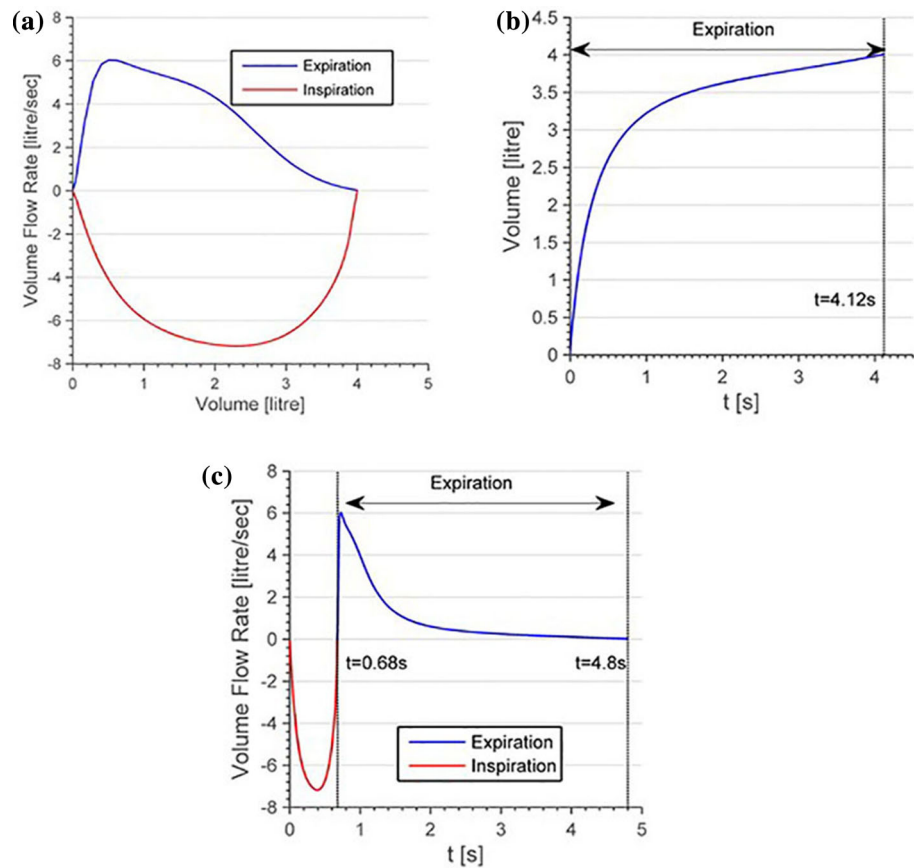 (a)
8
6
4
2
0
-2
-4
-6
-8
Volume Flow Rate [litre/sec]
Expiration
Inspiration
0 1 2 3 4 5
Volume [litre]
(b)
4.5
4
3.5
3
2.5
2
1.5
1
0.5
0
Volume [litre]
Expiration
t=4.12s
0 1 2 3 4
t [s]
(c)
8
6
4
2
0
-2
-4
-6
-8
Volume Flow Rate [litre/sec]
Expiration
t=0.68s
t=4.8s
Expiration
Inspiration
0 1 2 3 4 5
t [s]